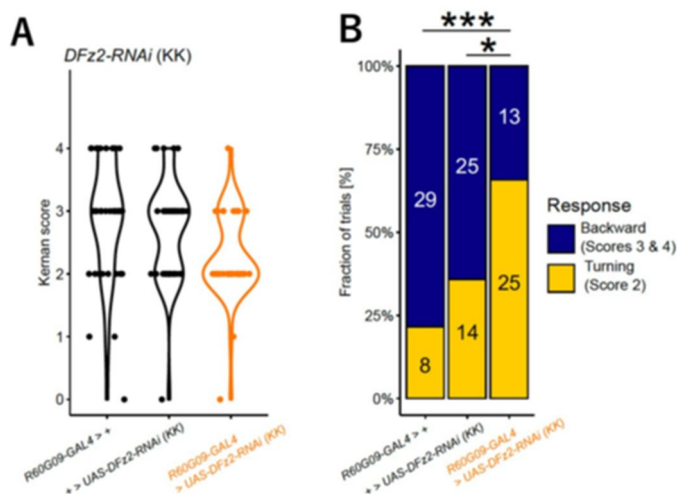 A
DFz2-RNAi (KK)
Kernan score
4
3
2
1
0
R60G09-GAL4 > +
+ > UAS-DFz2-RNAi (KK)
R60G09-GAL4
> UAS-DFz2-RNAi (KK)
B
***
*
Fraction of trials [%]
100%
75%
50%
25%
0%
29
8
25
14
13
25
Response
Backward
(Scores 3 & 4)
Turning
(Score 2)
R60G09-GAL4 > +
+ > UAS-DFz2-RNAi (KK)
R60G09-GAL4
> UAS-DFz2-RNAi (KK)